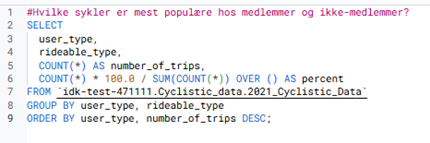 1 #Hvilke sykler er mest populære hos medlemmer og ikke-medlemmer?
2 SELECT
3 user_type,
4 rideable_type,
5 COUNT(*) AS number_of_trips,
6 COUNT(*) * 100.0 / SUM(COUNT(*)) OVER () AS percent
7 FROM `idk-test-471111.Cyclistic_data.2021_Cyclistic_Data`
8 GROUP BY user_type, rideable_type
9 ORDER BY user_type, number_of_trips DESC;